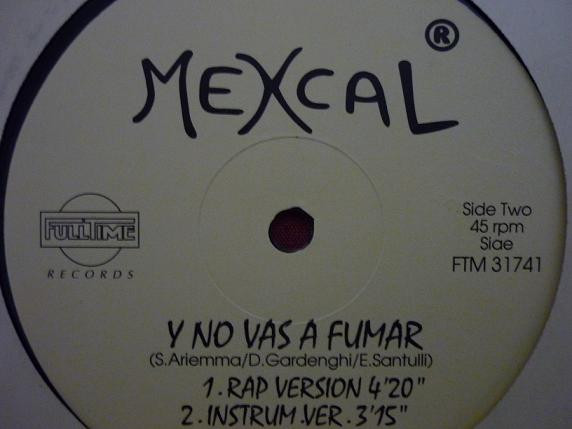 MEXCAL®
FULLTIME
RECORDS
Side Two
45 rpm
Siae
FTM 31741
Y NO VAS A FUMAR
(S.Ariemma/D.Gardenghi/E.Santulli)
1. RAP VERSION 4'20"
2. INSTRUM.VER. 3'15"